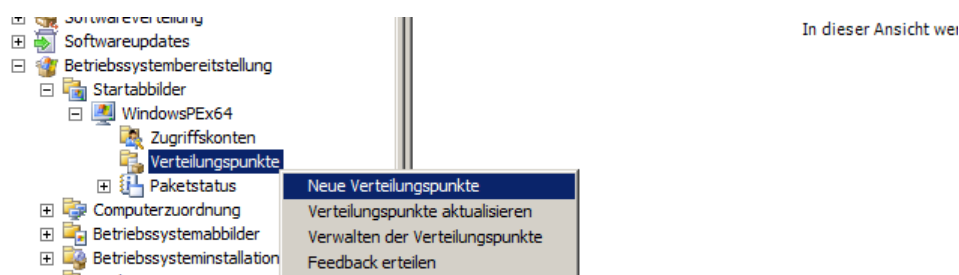 Softwareverteilung
Softwareupdates
In dieser Ansicht wer
Betriebssystembereitstellung
Startabbilder
WindowsPEx64
Zugriffskonten
Verteilungspunkte
Paketstatus
Neue Verteilungspunkte
Computerzuordnung
Verteilungspunkte aktualisieren
Betriebssystemabbilder
Verwalten der Verteilungspunkte
Betriebssysteminstallation
Feedback erteilen